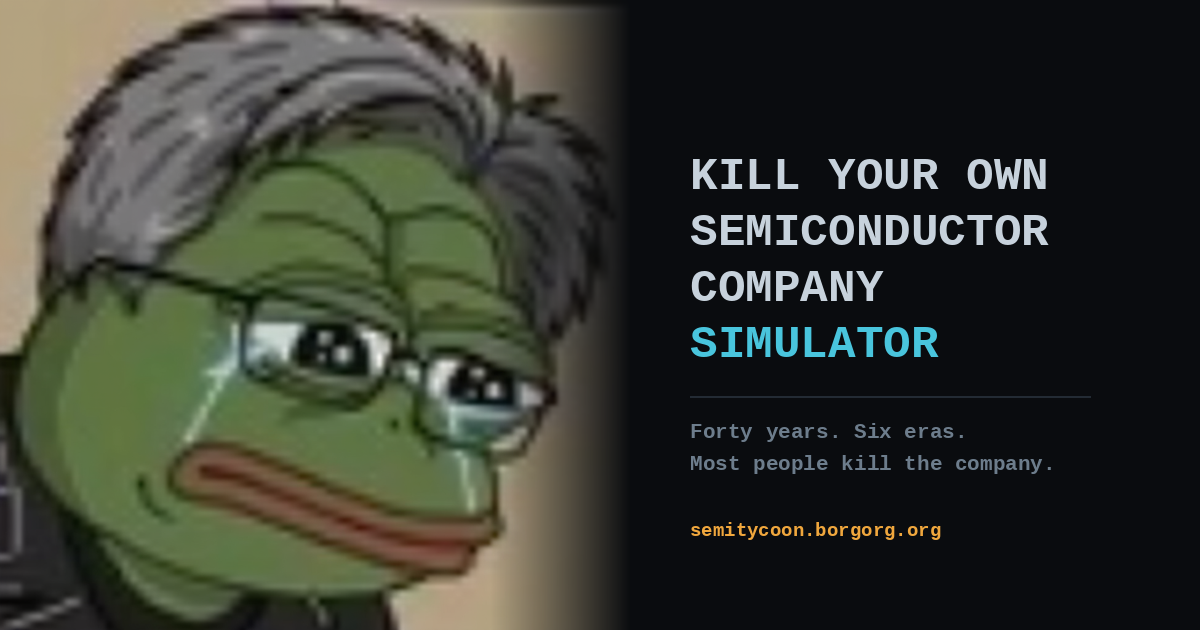 KILL YOUR OWN
SEMICONDUCTOR
COMPANY
SIMULATOR
Forty years. Six eras.
Most people kill the company.
semitycoon.borgorg.org